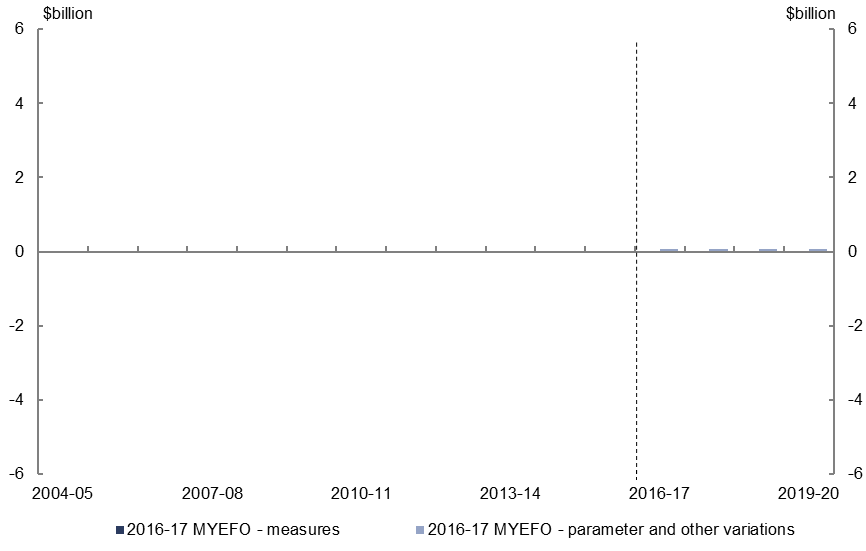 $billion $billion
6 6
4 4
2 2
0 0
-2 -2
-4 -4
-6 -6
2004-05 2007-08 2010-11 2013-14 2016-17 2019-20
2016-17 MYEFO - measures 2016-17 MYEFO - parameter and other variations